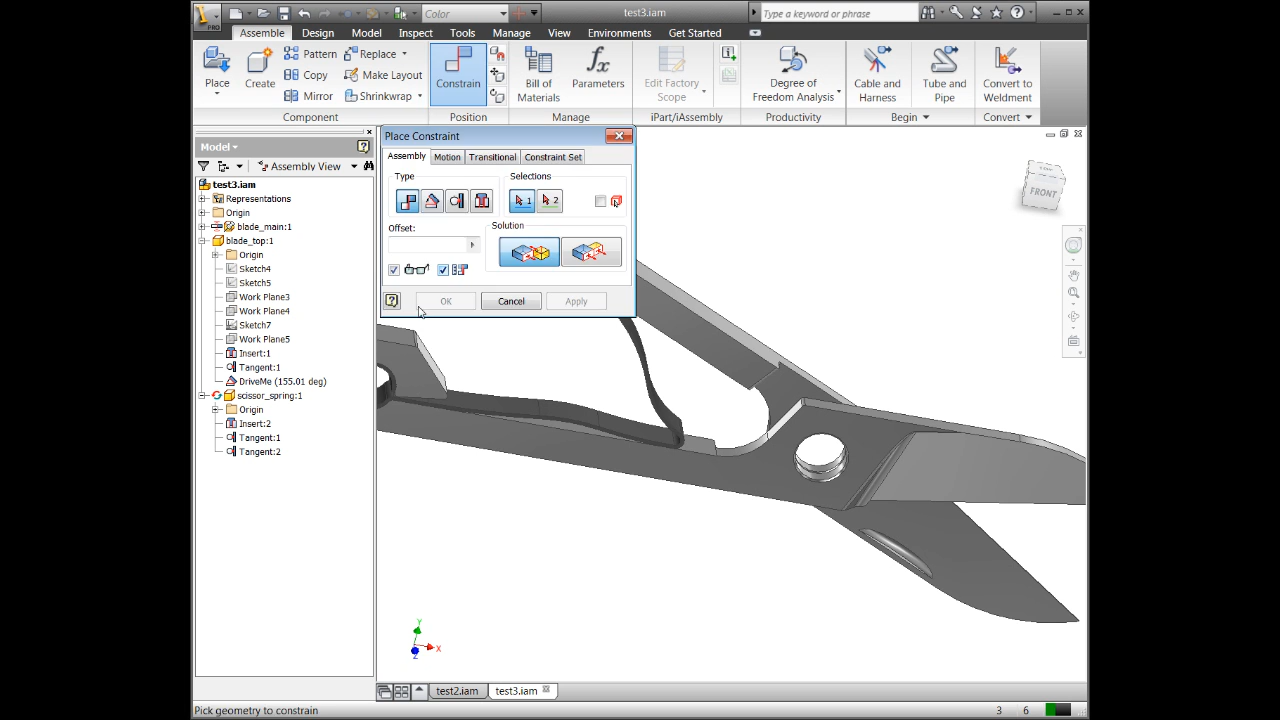 PRO
Color
test3.iam
Type a keyword or phrase
Assemble Design Model Inspect Tools Manage View Environments Get Started
Place
Create
Pattern
Copy
Mirror
Replace
Make Layout
Shrinkwrap
Constrain
Bill of
Materials
Parameters
Edit Factory
Scope
Degree of
Freedom Analysis
Cable and
Harness
Tube and
Pipe
Convert to
Weldment
Component
Position
Manage
iPart/iAssembly
Productivity
Begin
Convert
Model
Assembly View
test3.iam
Representations
Origin
blade_main:1
blade_top:1
Origin
Sketch4
Sketch5
Work Plane3
Work Plane4
Sketch7
Work Plane5
Insert:1
Tangent:1
DriveMe (155.01 deg)
scissor_spring:1
Origin
Insert:2
Tangent:1
Tangent:2
Place Constraint
Assembly Motion Transitional Constraint Set
Type
Selections
1 2
Offset:
Solution
OK Cancel Apply
FRONT
Y
X
Z
test2.iam test3.iam
Pick geometry to constrain
3 6